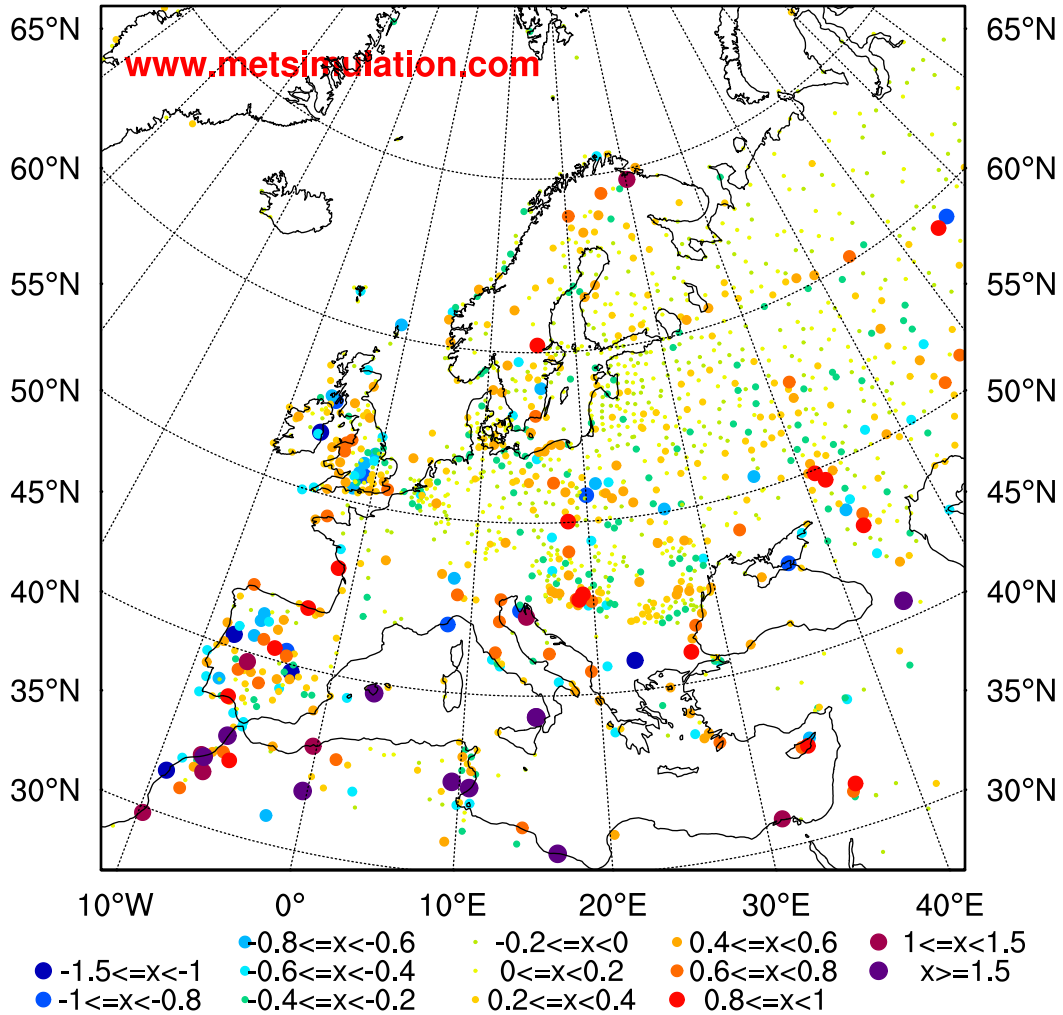 65°N 65°N
www.metsimulation.com
60°N 60°N
55°N 55°N
50°N 50°N
45°N 45°N
40°N 40°N
35°N 35°N
30°N 30°N
10°W 0° 10°E 20°E 30°E 40°E
-0.8<=x<-0.6 -0.2<=x<0 0.4<=x<0.6 1<=x<1.5
-1.5<=x<-1 -0.6<=x<-0.4 0<=x<0.2 0.6<=x<0.8 x>=1.5
-1<=x<-0.8 -0.4<=x<-0.2 0.2<=x<0.4 0.8<=x<1